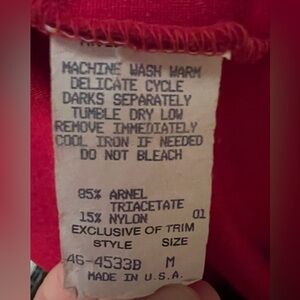 MACHINE WASH WARM
DELICATE CYCLE
DARKS SEPARATELY
TUMBLE DRY LOW
REMOVE IMMEDIATELY
COOL IRON IF NEEDED
DO NOT BLEACH
85% ARNEL
TRIACETATE
15% NYLON 01
EXCLUSIVE OF TRIM
STYLE SIZE
46-4533B M
MADE IN U.S.A.